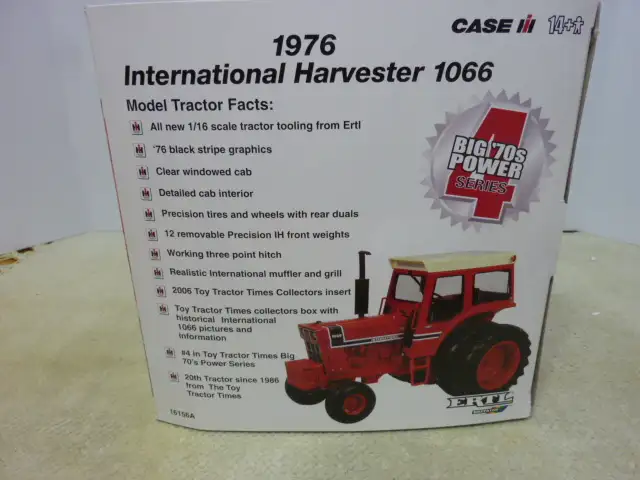 CASE IH 14+
1976
International Harvester 1066
Model Tractor Facts:
All new 1/16 scale tractor tooling from Ertl
'76 black stripe graphics
Clear windowed cab
Detailed cab interior
Precision tires and wheels with rear duals
12 removable Precision IH front weights
Working three point hitch
Realistic International muffler and grill
2006 Toy Tractor Times Collectors insert
Toy Tractor Times collectors box with
historical International
1066 pictures and
information
#4 in Toy Tractor Times Big
70's Power Series
20th Tractor since 1986
from The Toy
Tractor Times
16156A
4
BIG '70s
POWER
SERIES
INTERNATIONAL
ERTL